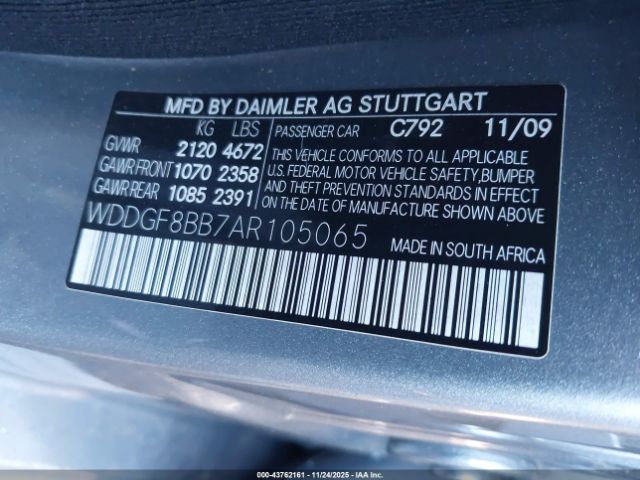 MFD BY DAIMLER AG STUTTGART
KG LBS PASSENGER CAR C792 11/09
GVWR 2120 4672
GAWR FRONT 1070 2358
GAWR REAR 1085 2391
THIS VEHICLE CONFORMS TO ALL APPLICABLE
U.S. FEDERAL MOTOR VEHICLE SAFETY, BUMPER
AND THEFT PREVENTION STANDARDS IN EFFECT
ON THE DATE OF MANUFACTURE SHOWN ABOVE.
WDDGF8BB7AR105065
MADE IN SOUTH AFRICA
00-43762161 - 11/24/2025 - IAAI, Inc.